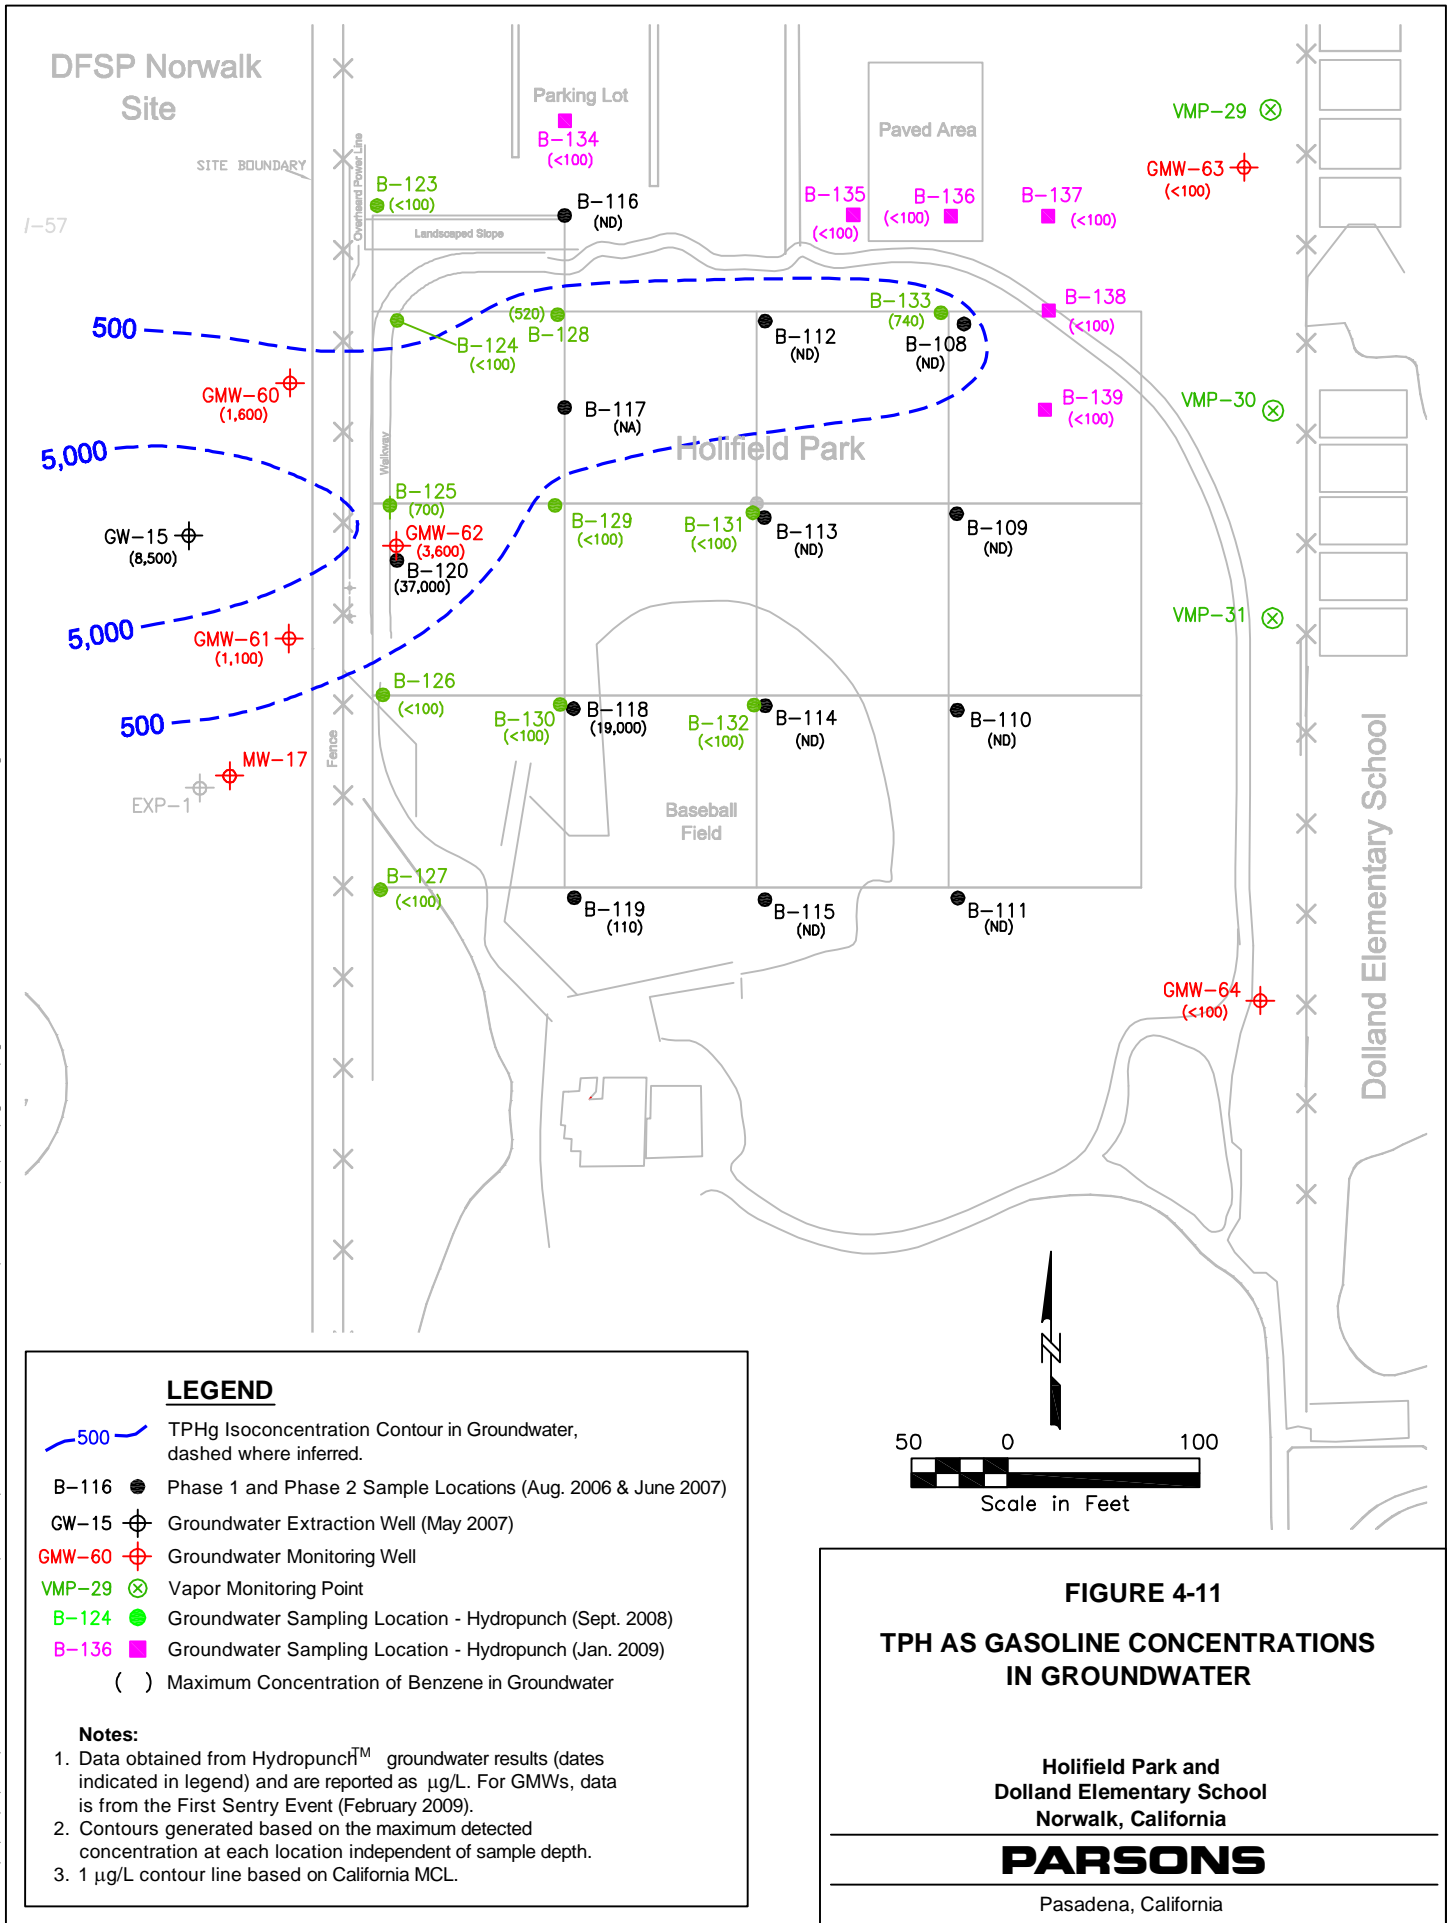 DFSP Norwalk
Site
Parking Lot
B-134
(<100)
Paved Area
VMP-29
GMW-63
(<100)
SITE BOUNDARY
Overheard Power Line
B-123
(<100)
B-116
(ND)
B-135
(<100)
B-136
(<100)
B-137
(<100)
I-57
Landscaped Slope
500
B-124
(<100)
(520)
B-128
B-112
(ND)
B-133
(740)
B-108
(ND)
B-138
(<100)
GMW-60
(1,600)
B-117
(NA)
B-139
(<100)
VMP-30
5,000
Walkway
Holifield Park
B-125
(700)
GW-15
(8,500)
GMW-62
(3,600)
B-120
(37,000)
B-129
(<100)
B-131
(<100)
B-113
(ND)
B-109
(ND)
5,000
GMW-61
(1,100)
VMP-31
500
B-126
(<100)
B-130
(<100)
B-118
(19,000)
B-132
(<100)
B-114
(ND)
B-110
(ND)
Fence
MW-17
EXP-1
Baseball
Field
Dolland Elementary School
B-127
(<100)
B-119
(110)
B-115
(ND)
B-111
(ND)
GMW-64
(<100)
N
50 0 100
Scale in Feet
LEGEND
500 TPHg Isoconcentration Contour in Groundwater,
dashed where inferred.
B-116 Phase 1 and Phase 2 Sample Locations (Aug. 2006 & June 2007)
GW-15 Groundwater Extraction Well (May 2007)
GMW-60 Groundwater Monitoring Well
VMP-29 Vapor Monitoring Point
B-124 Groundwater Sampling Location - Hydropunch (Sept. 2008)
B-136 Groundwater Sampling Location - Hydropunch (Jan. 2009)
( ) Maximum Concentration of Benzene in Groundwater
Notes:
1. Data obtained from Hydropunch™ groundwater results (dates
indicated in legend) and are reported as µg/L. For GMWs, data
is from the First Sentry Event (February 2009).
2. Contours generated based on the maximum detected
concentration at each location independent of sample depth.
3. 1 µg/L contour line based on California MCL.
FIGURE 4-11
TPH AS GASOLINE CONCENTRATIONS
IN GROUNDWATER
Holifield Park and
Dolland Elementary School
Norwalk, California
PARSONS
Pasadena, California